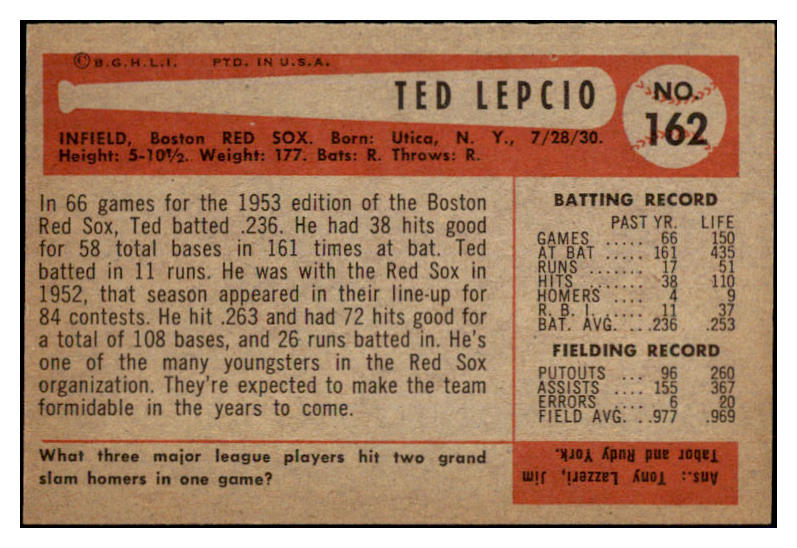 © B.G.H.L.I. PTD. IN U.S.A.
TED LEPCIO
NO.
162
INFIELD, Boston RED SOX. Born: Utica, N. Y., 7/28/30.
Height: 5-10½. Weight: 177. Bats: R. Throws: R.
In 66 games for the 1953 edition of the Boston
Red Sox, Ted batted .236. He had 38 hits good
for 58 total bases in 161 times at bat. Ted
batted in 11 runs. He was with the Red Sox in
1952, that season appeared in their line-up for
84 contests. He hit .263 and had 72 hits good for
a total of 108 bases, and 26 runs batted in. He's
one of the many youngsters in the Red Sox
organization. They're expected to make the team
formidable in the years to come.
What three major league players hit two grand
slam homers in one game?
BATTING RECORD
PAST YR. LIFE
GAMES ..... 66 150
AT BAT ..... 161 435
RUNS ....... 17 51
HITS ........ 38 110
HOMERS .... 4 9
R. B. I. ..... 11 37
BAT. AVG. ... .236 .253
FIELDING RECORD
PUTOUTS ... 96 260
ASSISTS .... 155 367
ERRORS .... 6 20
FIELD AVG. . .977 .969
Ans.: Tony Lazzeri, Jim
Tabor and Rudy York.